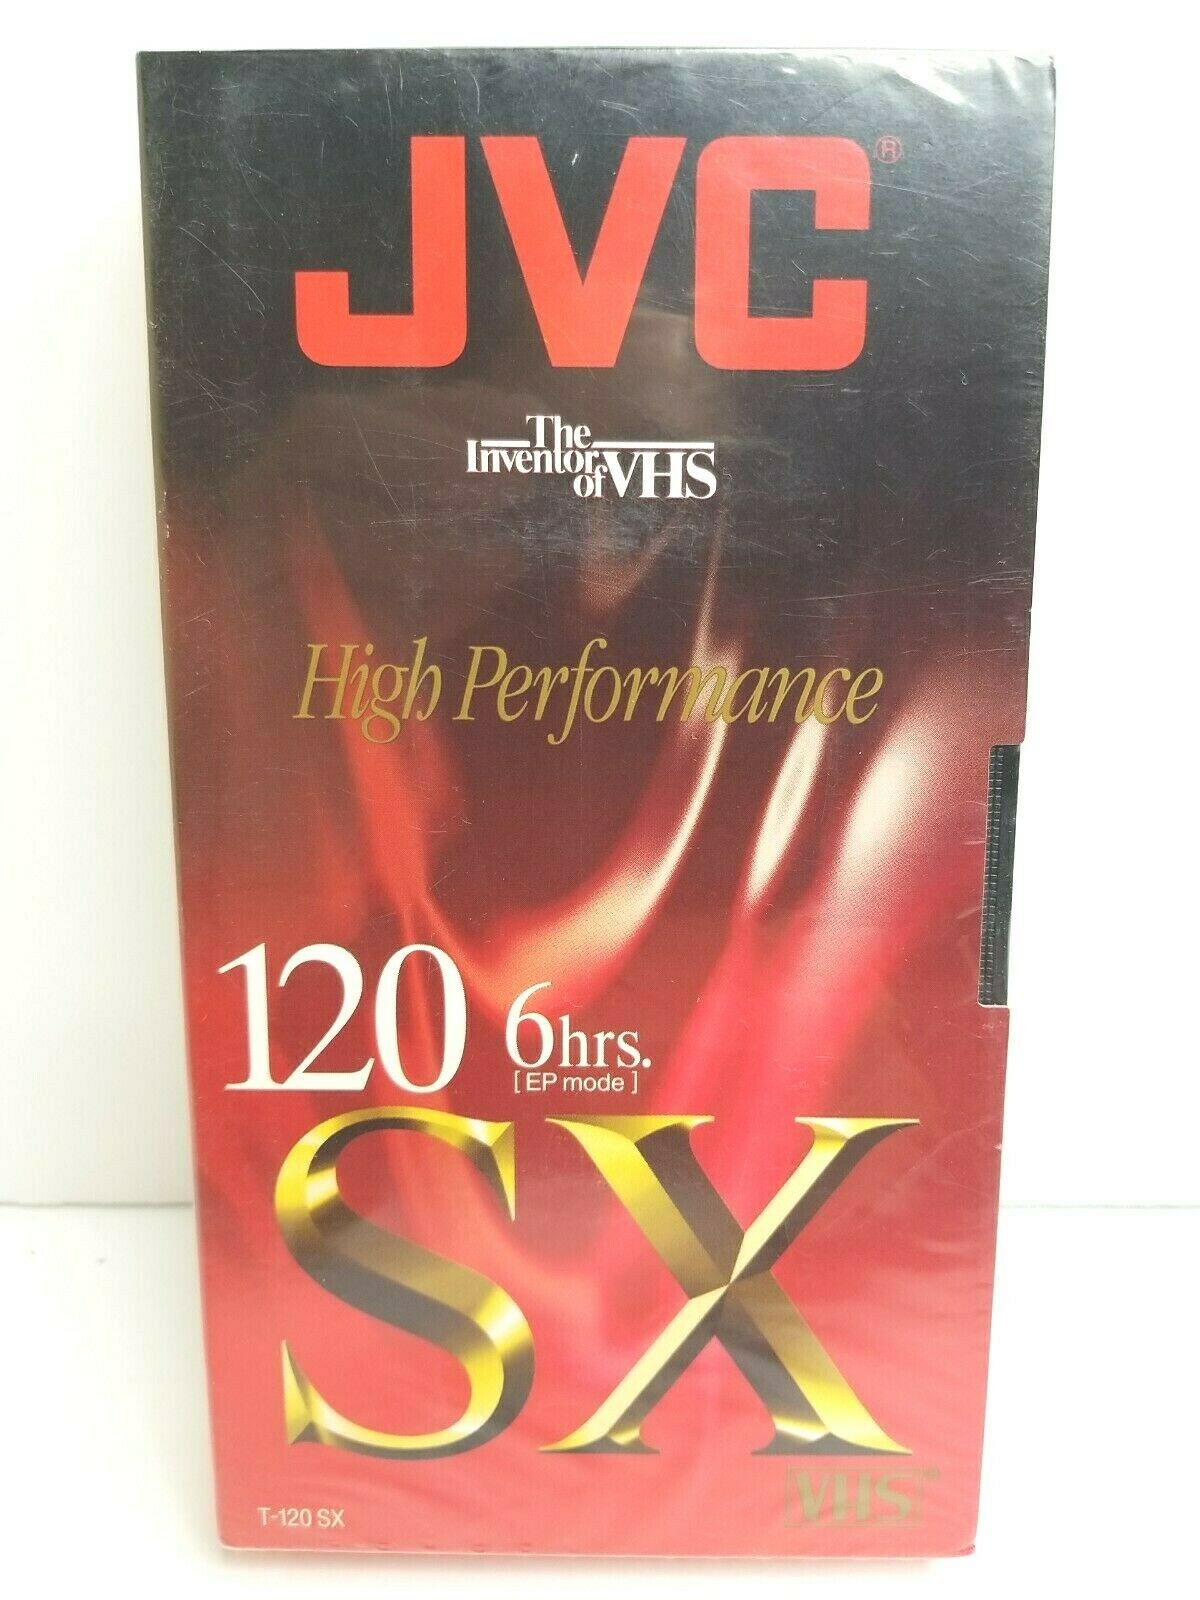 JVC®
The
Inventor
of VHS
High Performance
120 6hrs.
[ EP mode ]
SX
VHS®
T-120 SX